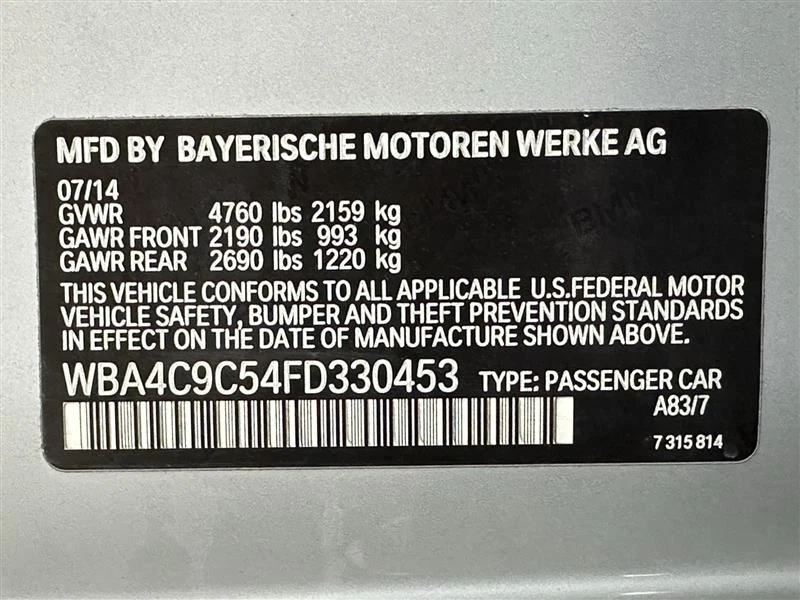 MFD BY BAYERISCHE MOTOREN WERKE AG
07/14
GVWR 4760 lbs 2159 kg
GAWR FRONT 2190 lbs 993 kg
GAWR REAR 2690 lbs 1220 kg
THIS VEHICLE CONFORMS TO ALL APPLICABLE U.S.FEDERAL MOTOR
VEHICLE SAFETY, BUMPER AND THEFT PREVENTION STANDARDS
IN EFFECT ON THE DATE OF MANUFACTURE SHOWN ABOVE.
WBA4C9C54FD330453 TYPE: PASSENGER CAR
A83/7
7 315 814